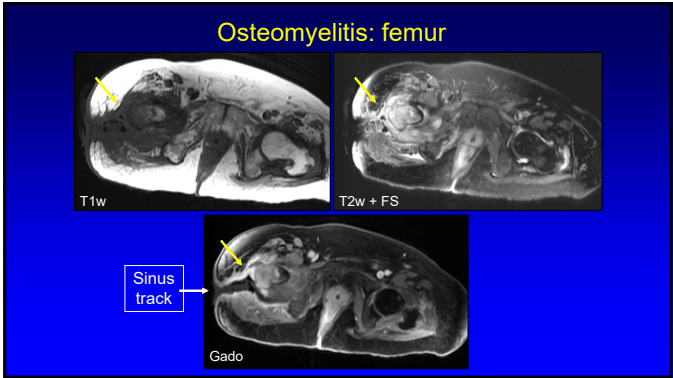 Osteomyelitis: femur
T1w
T2w + FS
Sinus
track
Gado